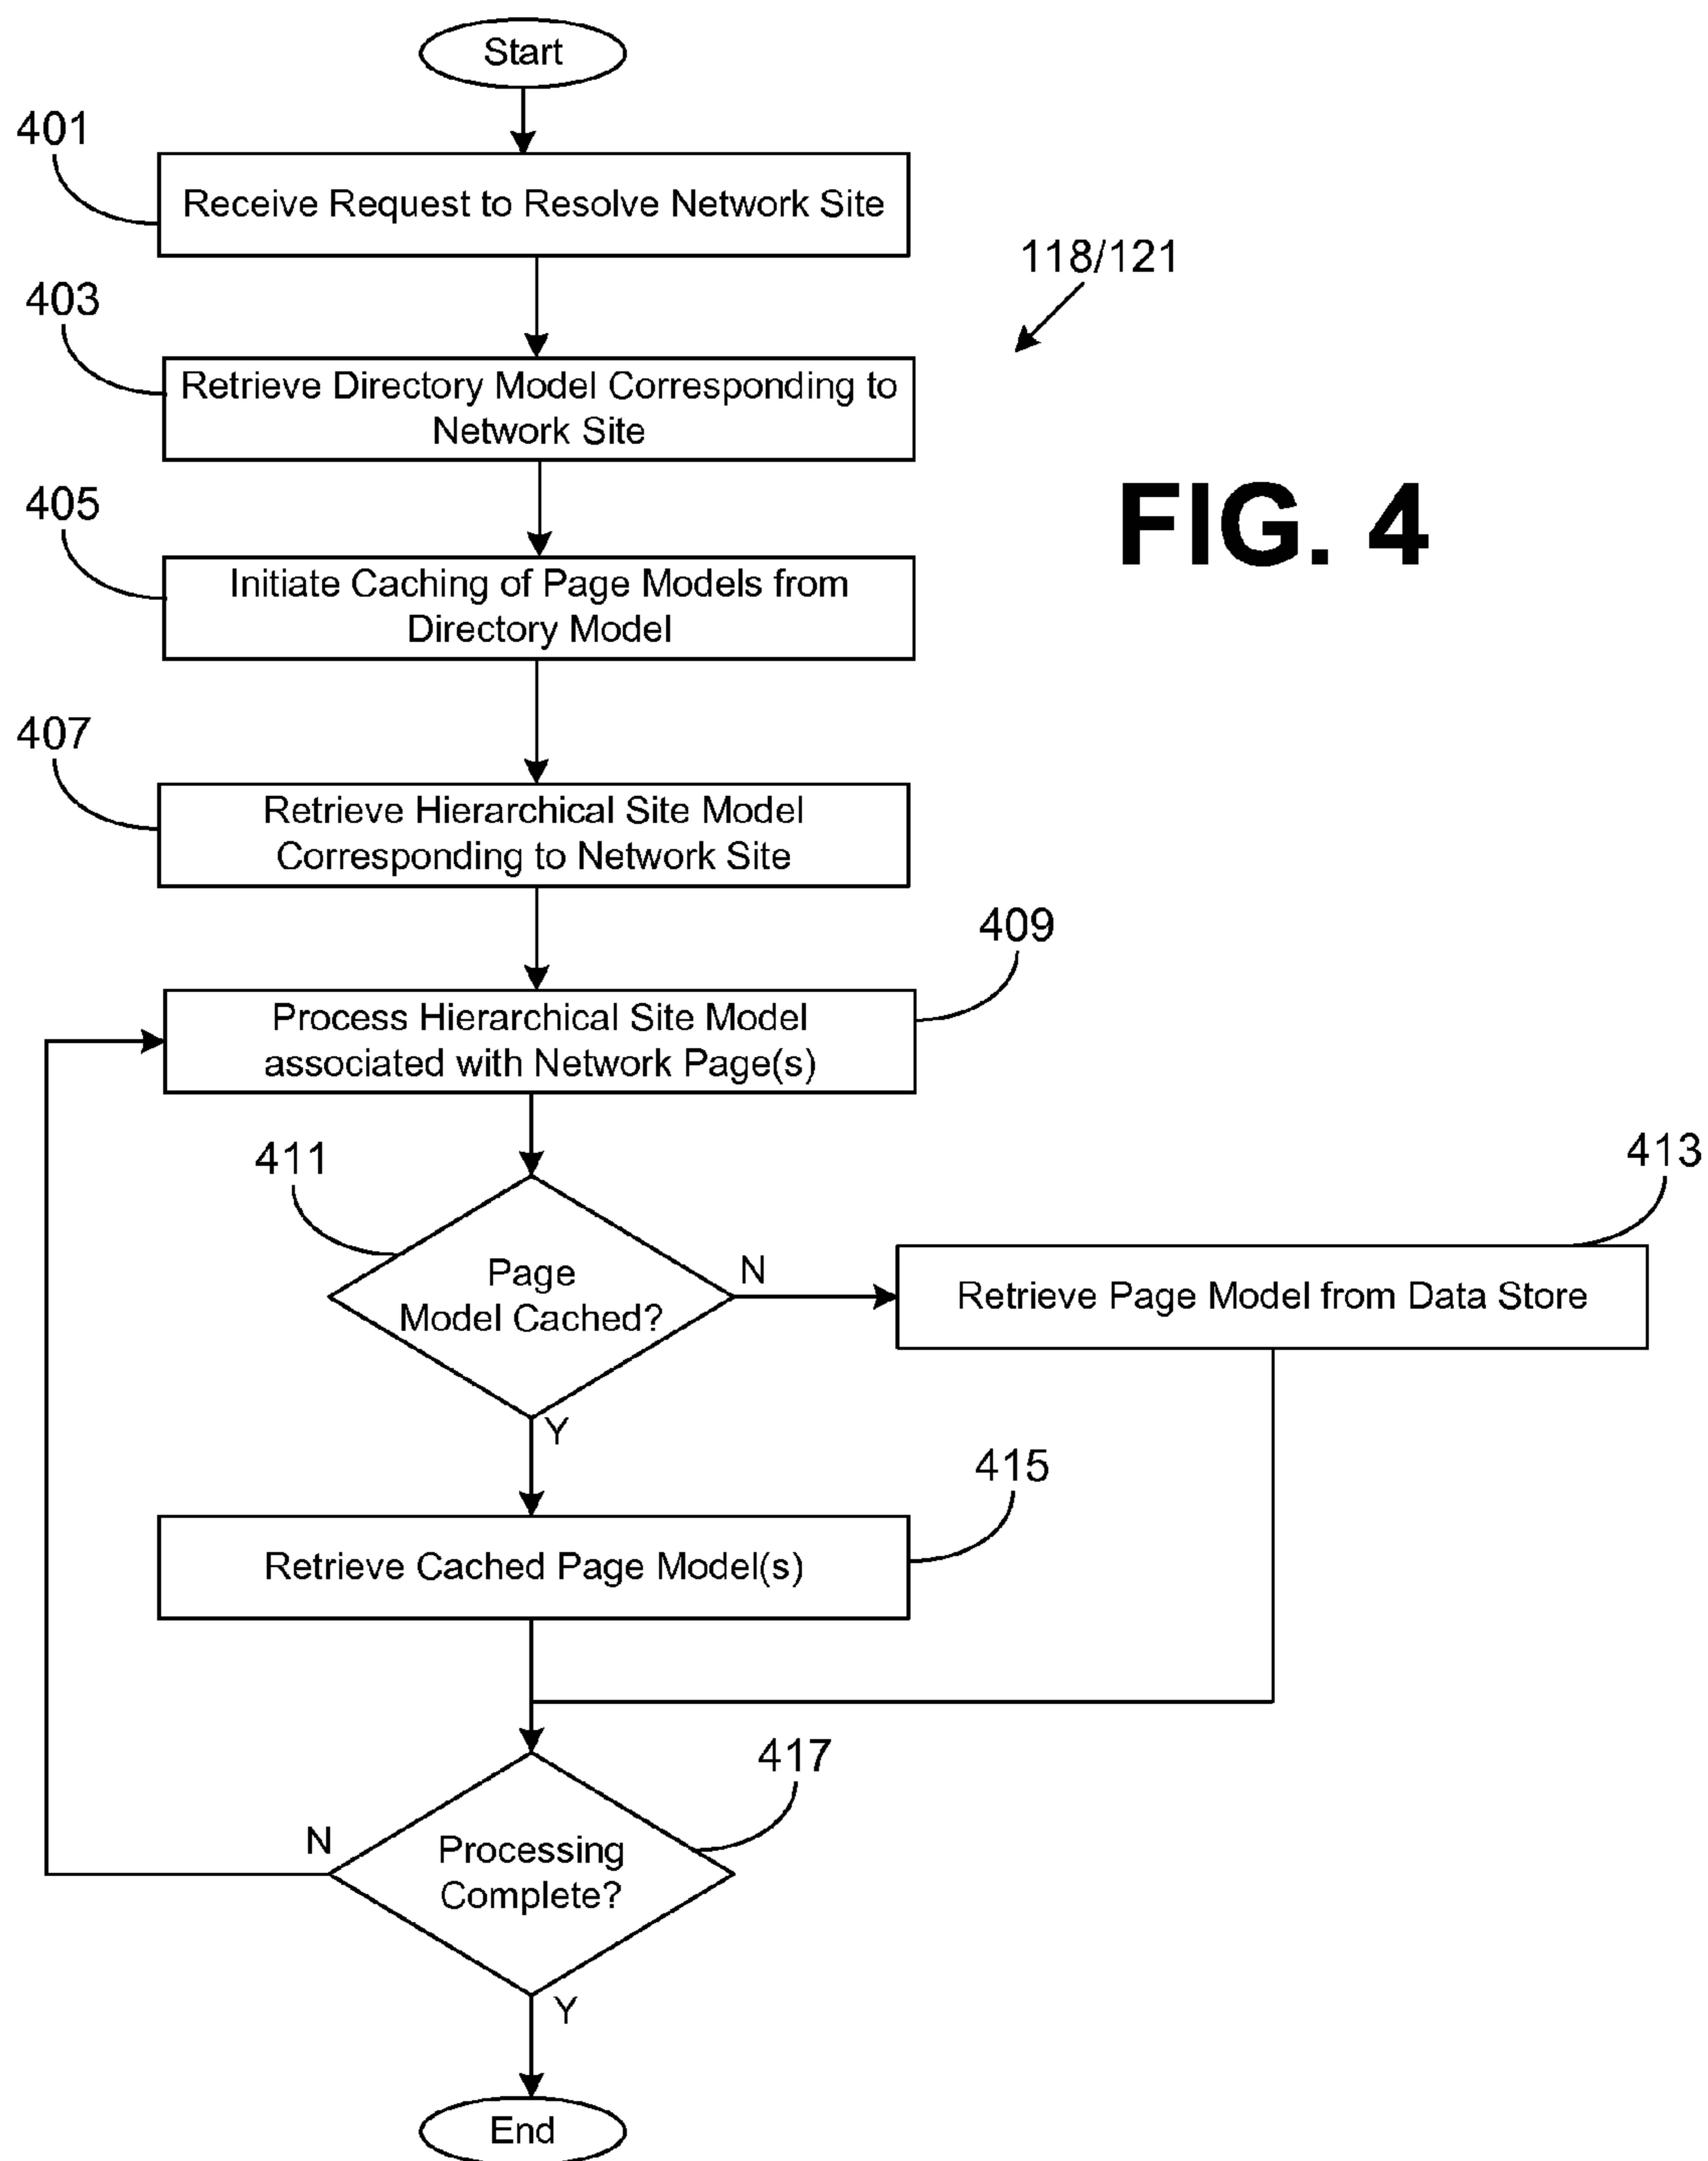 Start
401
Receive Request to Resolve Network Site
118/121
403
Retrieve Directory Model Corresponding to
Network Site
FIG. 4
405
Initiate Caching of Page Models from
Directory Model
407
Retrieve Hierarchical Site Model
Corresponding to Network Site
409
Process Hierarchical Site Model
associated with Network Page(s)
411
413
Page
Model Cached?
N
Retrieve Page Model from Data Store
Y
415
Retrieve Cached Page Model(s)
417
N
Processing
Complete?
Y
End